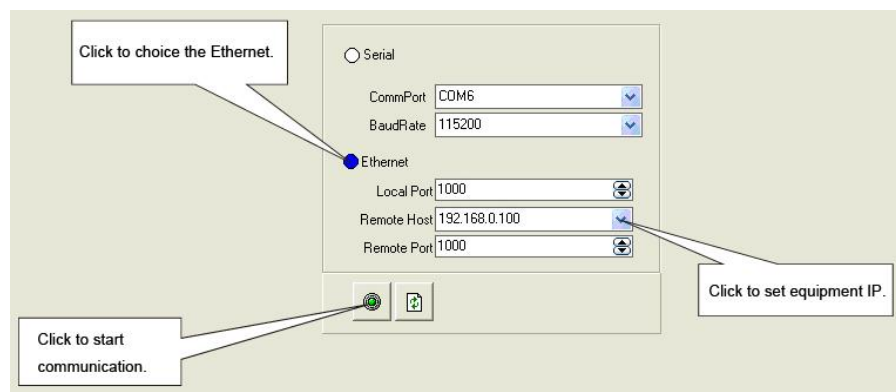 Click to choice the Ethernet.
Serial
CommPort COM6
BaudRate 115200
Ethernet
Local Port 1000
Remote Host 192.168.0.100
Remote Port 1000
Click to set equipment IP.
Click to start
communication.